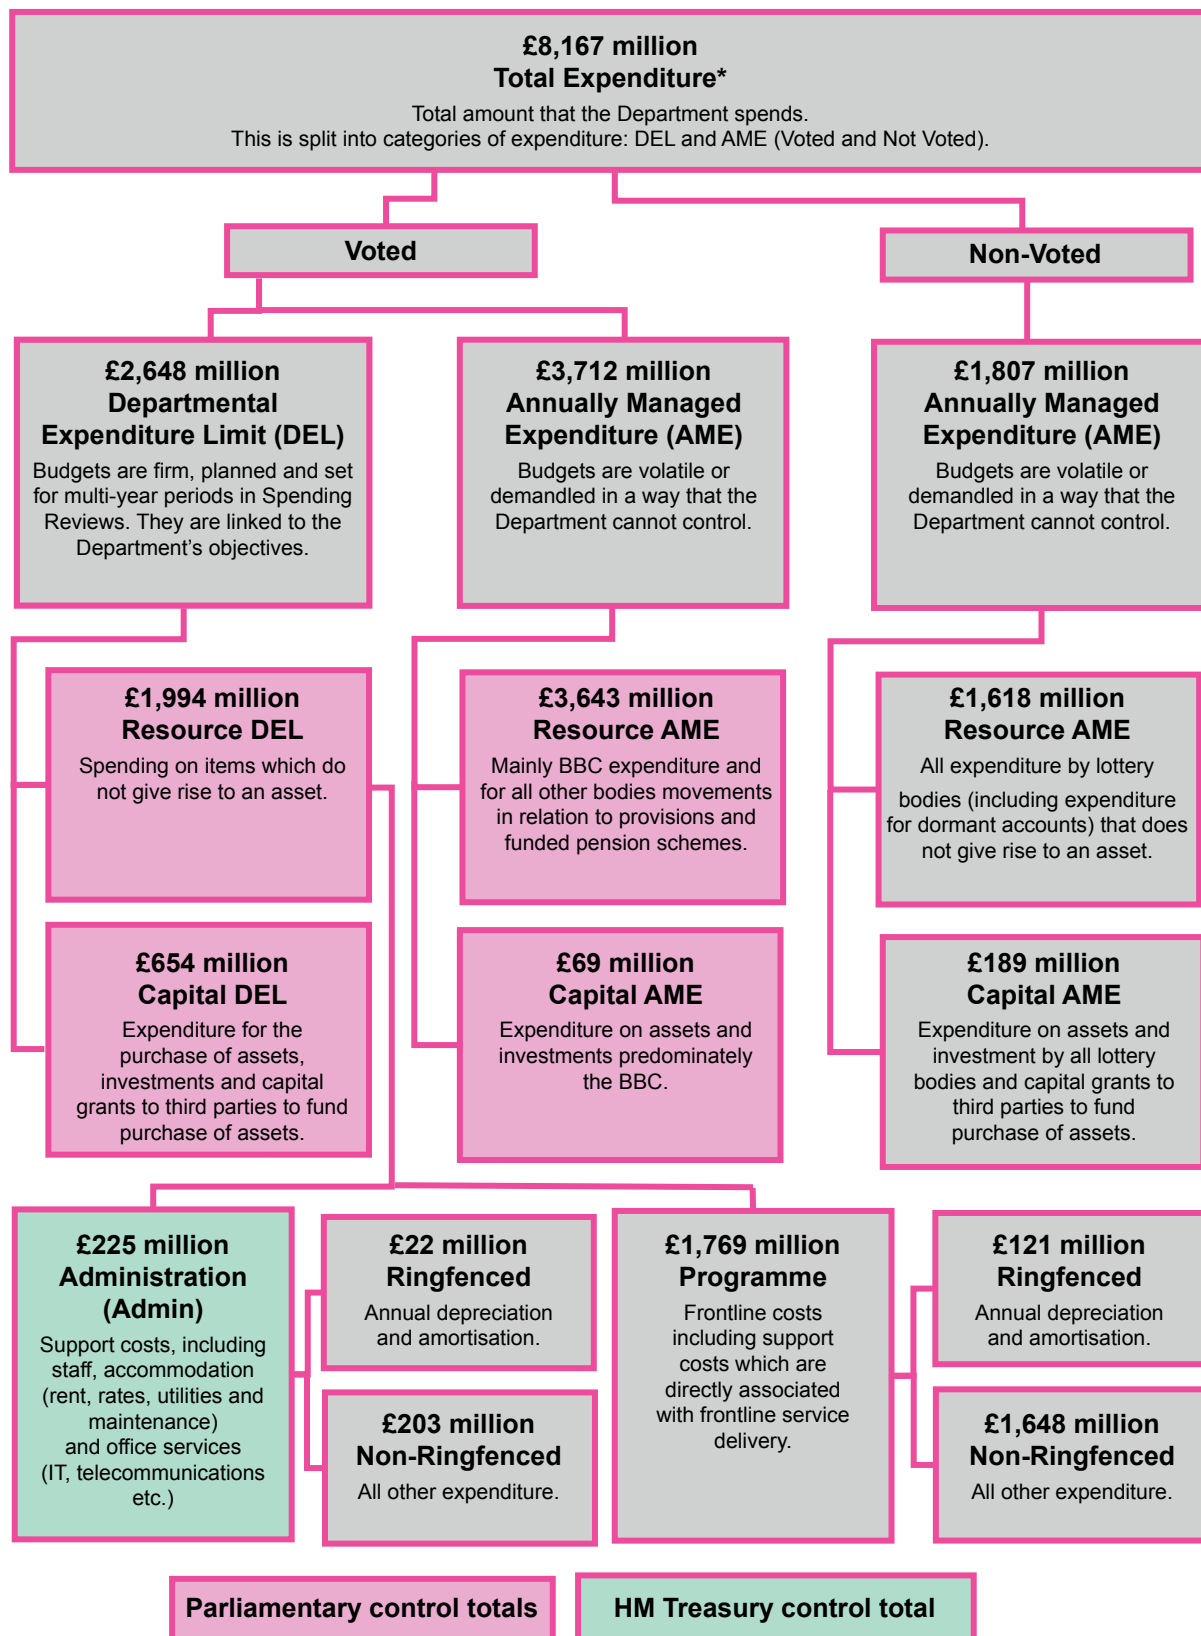 £8,167 million
Total Expenditure*
Total amount that the Department spends.
This is split into categories of expenditure: DEL and AME (Voted and Not Voted).
Voted
Non-Voted
£2,648 million
Departmental
Expenditure Limit (DEL)
Budgets are firm, planned and set
for multi-year periods in Spending
Reviews. They are linked to the
Department's objectives.
£3,712 million
Annually Managed
Expenditure (AME)
Budgets are volatile or
demandled in a way that the
Department cannot control.
£1,807 million
Annually Managed
Expenditure (AME)
Budgets are volatile or
demandled in a way that the
Department cannot control.
£1,994 million
Resource DEL
Spending on items which do
not give rise to an asset.
£3,643 million
Resource AME
Mainly BBC expenditure and
for all other bodies movements
in relation to provisions and
funded pension schemes.
£1,618 million
Resource AME
All expenditure by lottery
bodies (including expenditure
for dormant accounts) that does
not give rise to an asset.
£654 million
Capital DEL
Expenditure for the
purchase of assets,
investments and capital
grants to third parties to fund
purchase of assets.
£69 million
Capital AME
Expenditure on assets and
investments predominately
the BBC.
£189 million
Capital AME
Expenditure on assets and
investment by all lottery
bodies and capital grants to
third parties to fund
purchase of assets.
£225 million
Administration
(Admin)
Support costs, including
staff, accommodation
(rent, rates, utilities and
maintenance)
and office services
(IT, telecommunications
etc.)
£22 million
Ringfenced
Annual depreciation
and amortisation.
£203 million
Non-Ringfenced
All other expenditure.
£1,769 million
Programme
Frontline costs
including support
costs which are
directly associated
with frontline service
delivery.
£121 million
Ringfenced
Annual depreciation
and amortisation.
£1,648 million
Non-Ringfenced
All other expenditure.
Parliamentary control totals
HM Treasury control total